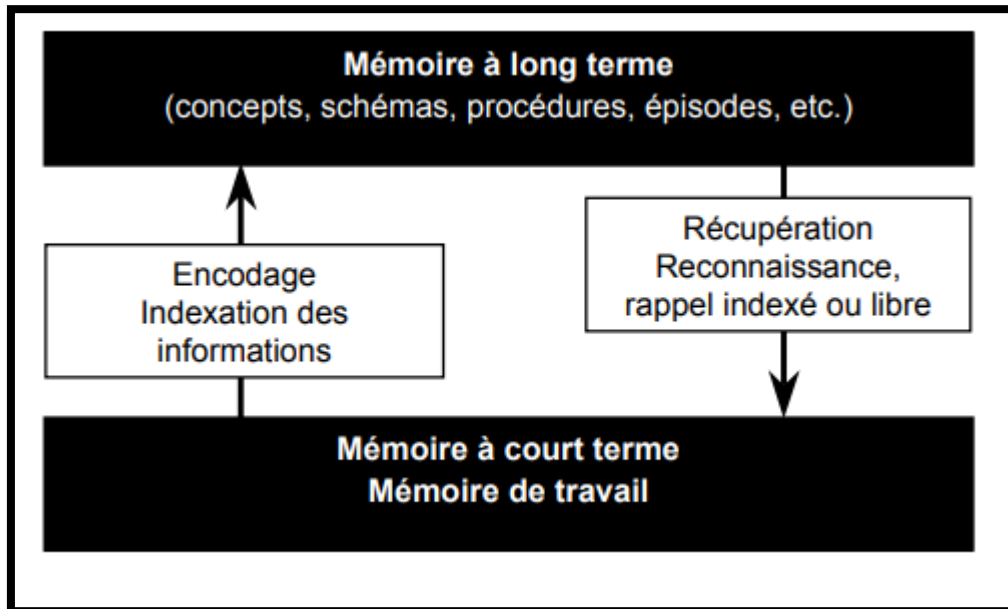 Mémoire à long terme
(concepts, schémas, procédures, épisodes, etc.)
Encodage
Indexation des
informations
Récupération
Reconnaissance,
rappel indexé ou libre
Mémoire à court terme
Mémoire de travail